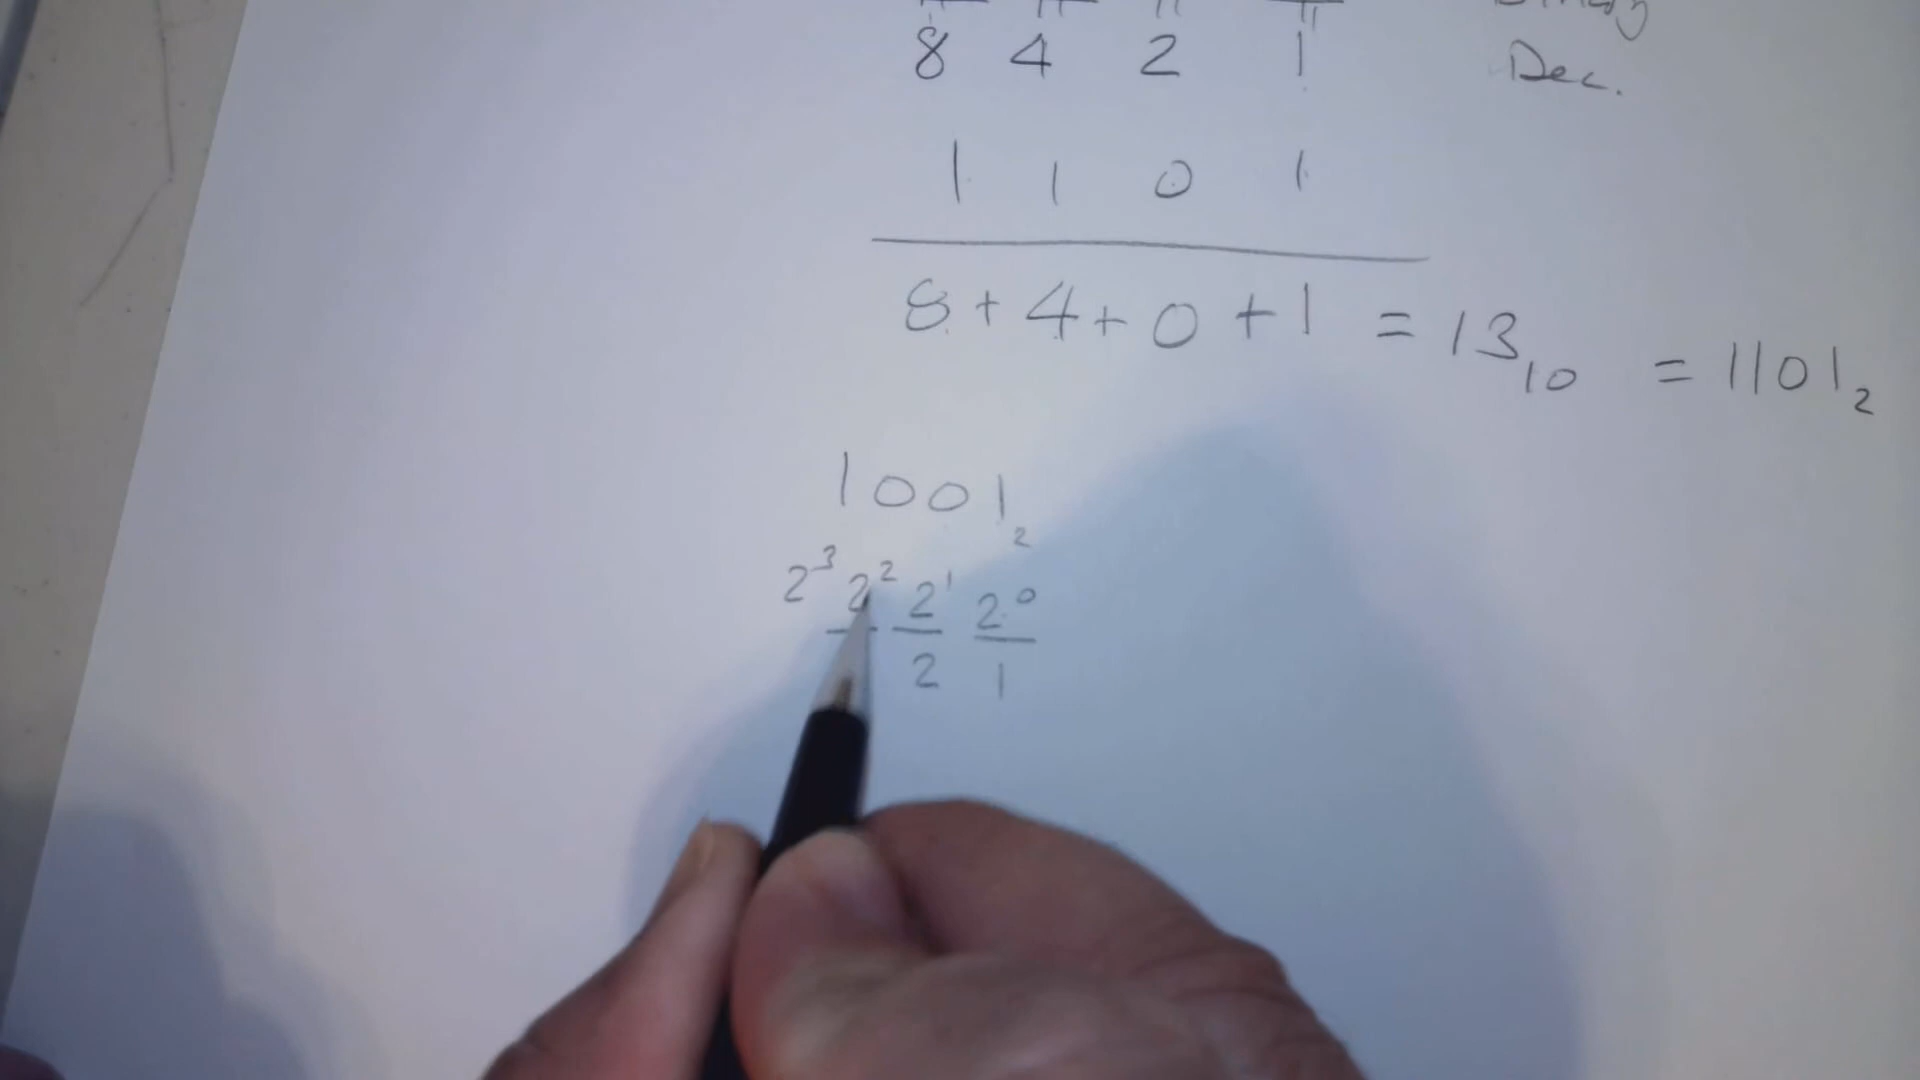 8 4 2 1 Dec.
1 1 0 1
8 + 4 + 0 + 1 = 13₁₀ = 1101₂
1001₂
2³ 2² 2¹ 2⁰
2 1